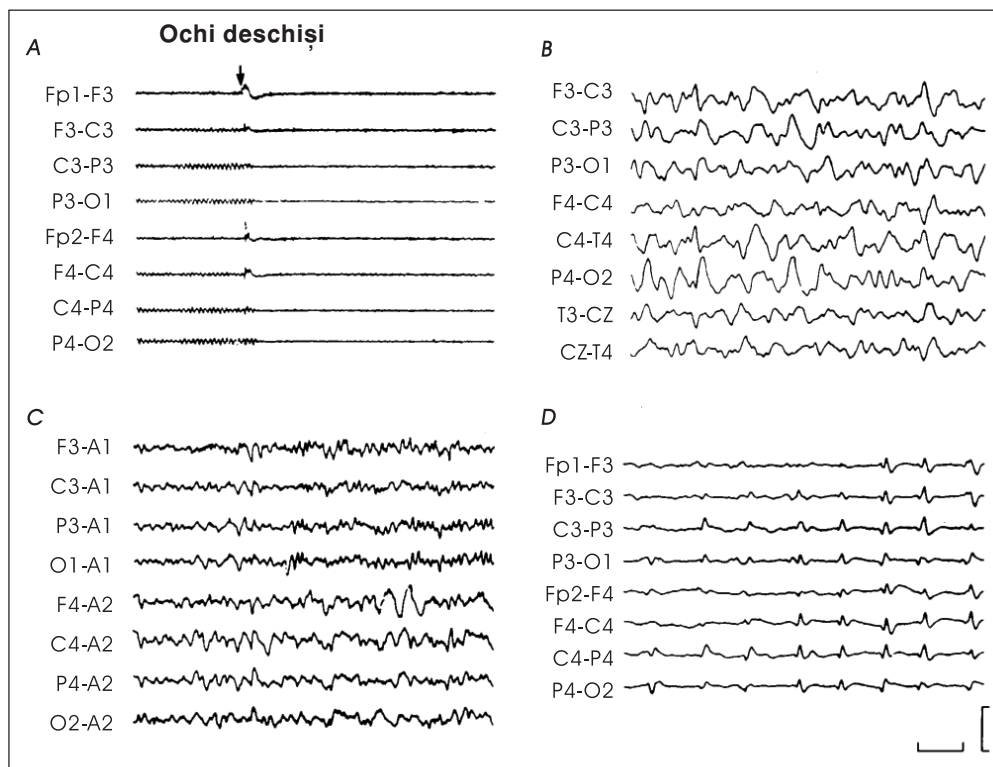 A
Ochi deschiși
Fp1-F3
F3-C3
C3-P3
P3-O1
Fp2-F4
F4-C4
C4-P4
P4-O2
B
F3-C3
C3-P3
P3-O1
F4-C4
C4-T4
P4-O2
T3-CZ
CZ-T4
C
F3-A1
C3-A1
P3-A1
O1-A1
F4-A2
C4-A2
P4-A2
O2-A2
D
Fp1-F3
F3-C3
C3-P3
P3-O1
Fp2-F4
F4-C4
C4-P4
P4-O2